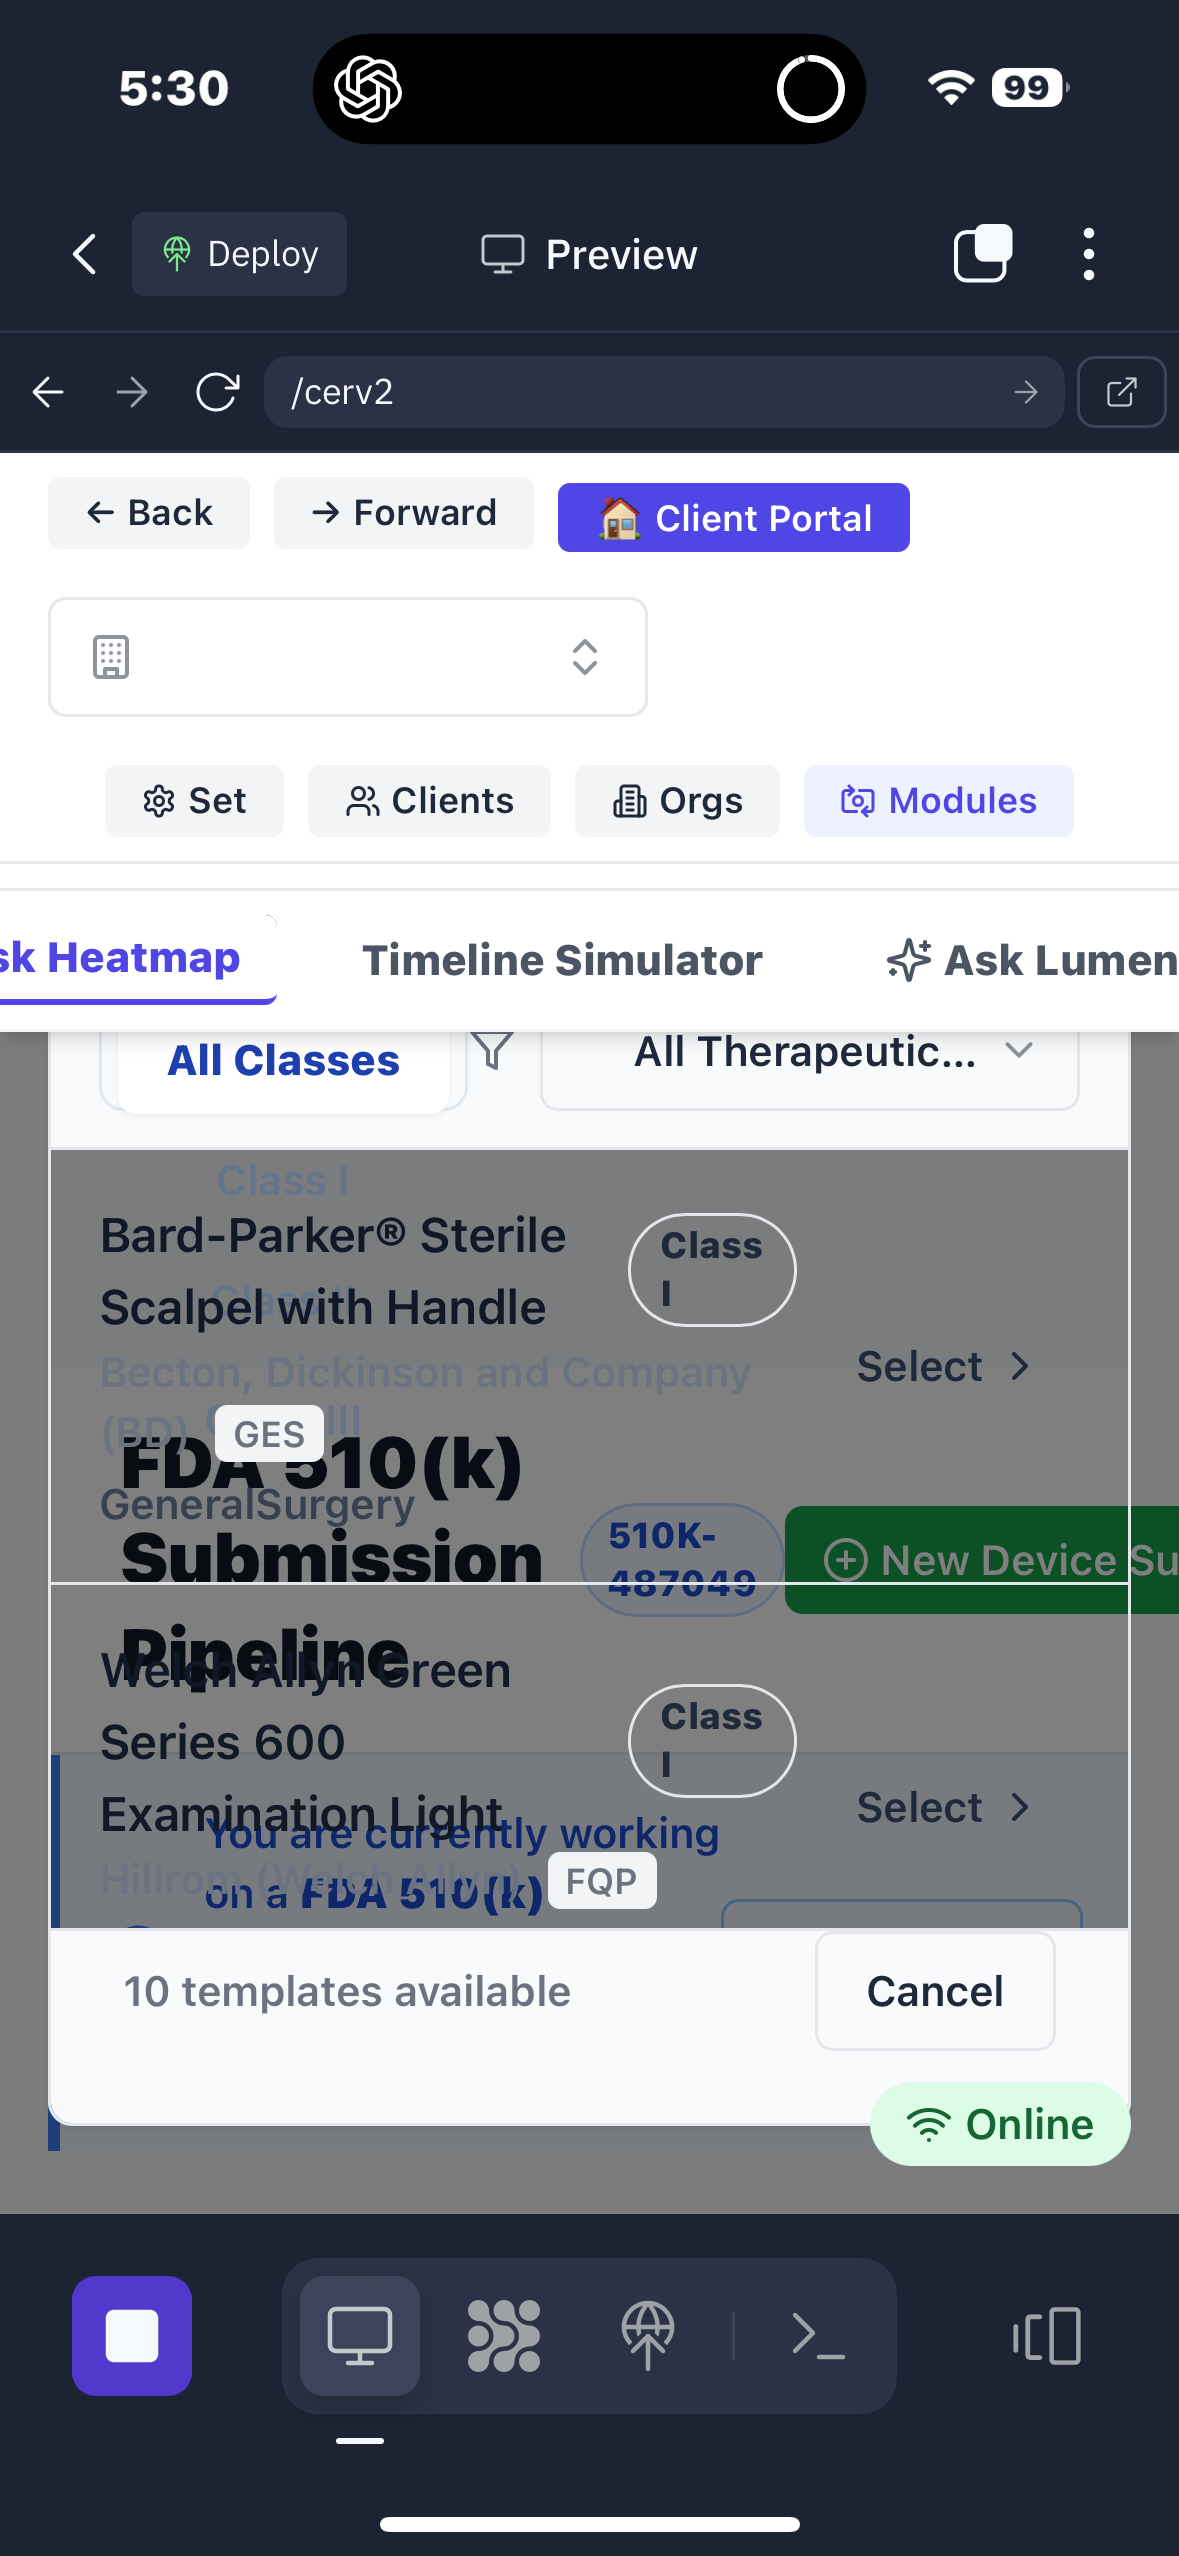 5:30
99
Deploy
Preview
/cerv2
Back
Forward
Client Portal
Set
Clients
Orgs
Modules
sk Heatmap
Timeline Simulator
Ask Lumen
All Classes
All Therapeutic...
Class I
Bard-Parker® Sterile
Scalpel with Handle
Class
I
Class II
Becton, Dickinson and Company
(BD)
GES
III
Select
FDA 510(k)
GeneralSurgery
Submission
Pipeline
510K-
487049
New Device Su
Welch Allyn Green
Series 600
Examination Light
Class
I
Select
You are currently working
on a FDA 510(k)
Hillrom (Welch Allyn)
FQP
10 templates available
Cancel
Online